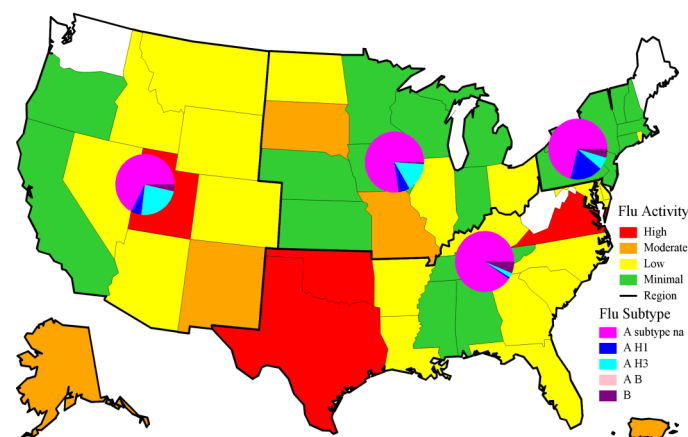 Flu Activity
High
Moderate
Low
Minimal
Region
Flu Subtype
A subtype na
A H1
A H3
A B
B